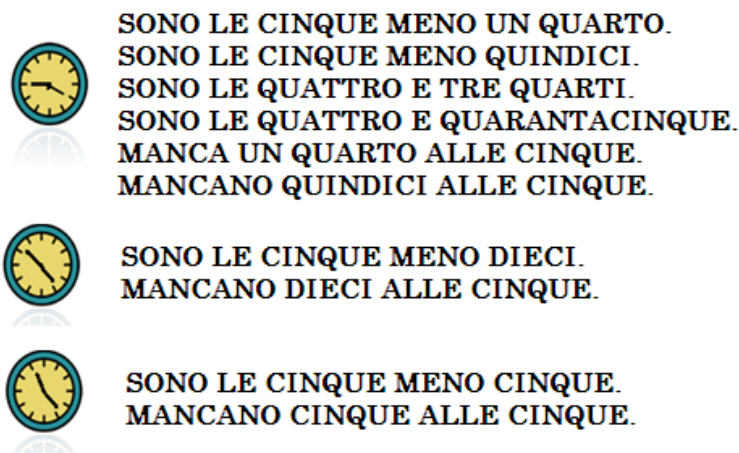 SONO LE CINQUE MENO UN QUARTO.
SONO LE CINQUE MENO QUINDICI.
SONO LE QUATTRO E TRE QUARTI.
SONO LE QUATTRO E QUARANTACINQUE.
MANCA UN QUARTO ALLE CINQUE.
MANCANO QUINDICI ALLE CINQUE.
SONO LE CINQUE MENO DIECI.
MANCANO DIECI ALLE CINQUE.
SONO LE CINQUE MENO CINQUE.
MANCANO CINQUE ALLE CINQUE.